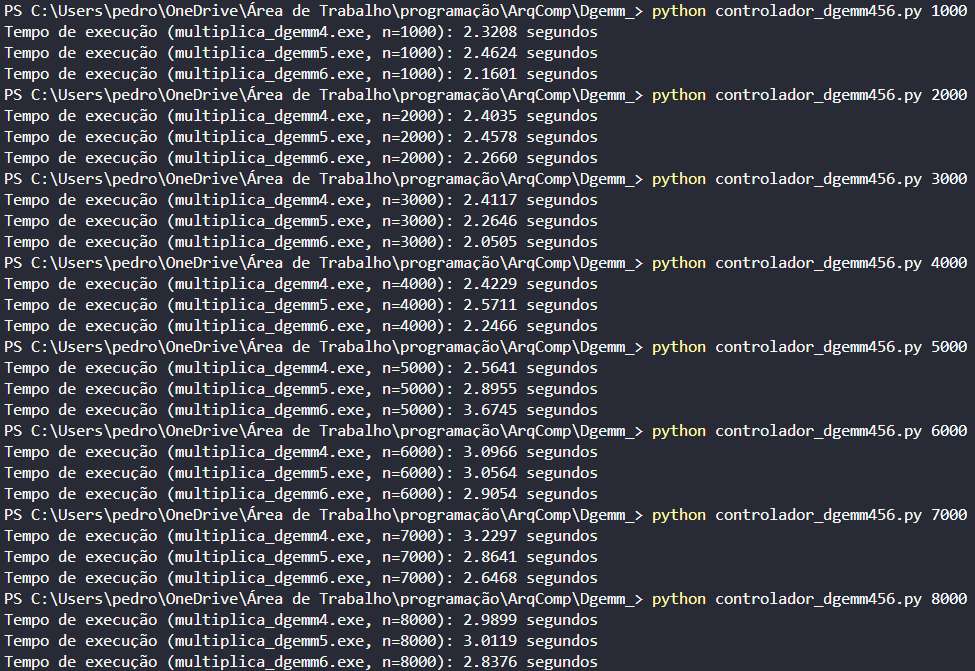 PS C:\Users\pedro\OneDrive\Área de Trabalho\programação\ArqComp\Dgemm_> python controlador_dgemm456.py 1000
Tempo de execução (multiplica_dgemm4.exe, n=1000): 2.3208 segundos
Tempo de execução (multiplica_dgemm5.exe, n=1000): 2.4624 segundos
Tempo de execução (multiplica_dgemm6.exe, n=1000): 2.1601 segundos
PS C:\Users\pedro\OneDrive\Área de Trabalho\programação\ArqComp\Dgemm_> python controlador_dgemm456.py 2000
Tempo de execução (multiplica_dgemm4.exe, n=2000): 2.4035 segundos
Tempo de execução (multiplica_dgemm5.exe, n=2000): 2.4578 segundos
Tempo de execução (multiplica_dgemm6.exe, n=2000): 2.2660 segundos
PS C:\Users\pedro\OneDrive\Área de Trabalho\programação\ArqComp\Dgemm_> python controlador_dgemm456.py 3000
Tempo de execução (multiplica_dgemm4.exe, n=3000): 2.4117 segundos
Tempo de execução (multiplica_dgemm5.exe, n=3000): 2.2646 segundos
Tempo de execução (multiplica_dgemm6.exe, n=3000): 2.0505 segundos
PS C:\Users\pedro\OneDrive\Área de Trabalho\programação\ArqComp\Dgemm_> python controlador_dgemm456.py 4000
Tempo de execução (multiplica_dgemm4.exe, n=4000): 2.4229 segundos
Tempo de execução (multiplica_dgemm5.exe, n=4000): 2.5711 segundos
Tempo de execução (multiplica_dgemm6.exe, n=4000): 2.2466 segundos
PS C:\Users\pedro\OneDrive\Área de Trabalho\programação\ArqComp\Dgemm_> python controlador_dgemm456.py 5000
Tempo de execução (multiplica_dgemm4.exe, n=5000): 2.5641 segundos
Tempo de execução (multiplica_dgemm5.exe, n=5000): 2.8955 segundos
Tempo de execução (multiplica_dgemm6.exe, n=5000): 3.6745 segundos
PS C:\Users\pedro\OneDrive\Área de Trabalho\programação\ArqComp\Dgemm_> python controlador_dgemm456.py 6000
Tempo de execução (multiplica_dgemm4.exe, n=6000): 3.0966 segundos
Tempo de execução (multiplica_dgemm5.exe, n=6000): 3.0564 segundos
Tempo de execução (multiplica_dgemm6.exe, n=6000): 2.9054 segundos
PS C:\Users\pedro\OneDrive\Área de Trabalho\programação\ArqComp\Dgemm_> python controlador_dgemm456.py 7000
Tempo de execução (multiplica_dgemm4.exe, n=7000): 3.2297 segundos
Tempo de execução (multiplica_dgemm5.exe, n=7000): 2.8641 segundos
Tempo de execução (multiplica_dgemm6.exe, n=7000): 2.6468 segundos
PS C:\Users\pedro\OneDrive\Área de Trabalho\programação\ArqComp\Dgemm_> python controlador_dgemm456.py 8000
Tempo de execução (multiplica_dgemm4.exe, n=8000): 2.9899 segundos
Tempo de execução (multiplica_dgemm5.exe, n=8000): 3.0119 segundos
Tempo de execução (multiplica_dgemm6.exe, n=8000): 2.8376 segundos